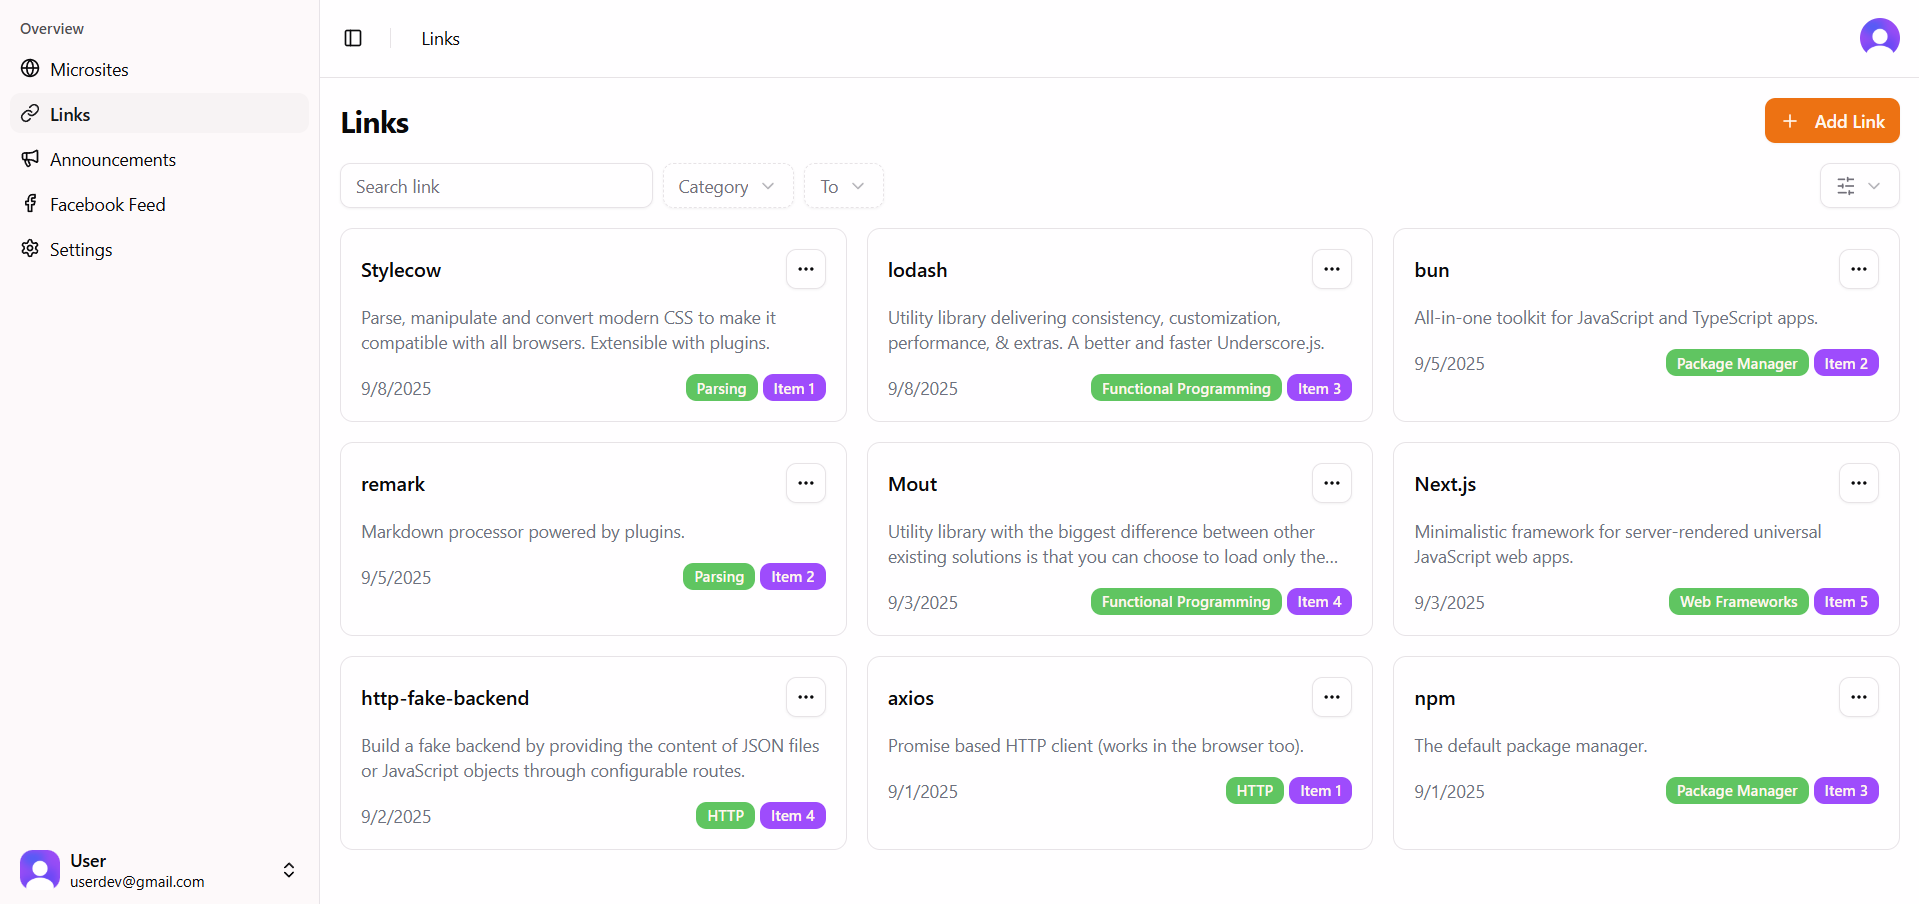 Overview
Microsites
Links
Announcements
Facebook Feed
Settings
User
userdev@gmail.com
Links
Links
Add Link
Search link
Category
To
Stylecow
Parse, manipulate and convert modern CSS to make it
compatible with all browsers. Extensible with plugins.
9/8/2025
Parsing
Item 1
lodash
Utility library delivering consistency, customization,
performance, & extras. A better and faster Underscore.js.
9/8/2025
Functional Programming
Item 3
bun
All-in-one toolkit for JavaScript and TypeScript apps.
9/5/2025
Package Manager
Item 2
remark
Markdown processor powered by plugins.
9/5/2025
Parsing
Item 2
Mout
Utility library with the biggest difference between other
existing solutions is that you can choose to load only the...
9/3/2025
Functional Programming
Item 4
Next.js
Minimalistic framework for server-rendered universal
JavaScript web apps.
9/3/2025
Web Frameworks
Item 5
http-fake-backend
Build a fake backend by providing the content of JSON files
or JavaScript objects through configurable routes.
9/2/2025
HTTP
Item 4
axios
Promise based HTTP client (works in the browser too).
9/1/2025
HTTP
Item 1
npm
The default package manager.
9/1/2025
Package Manager
Item 3